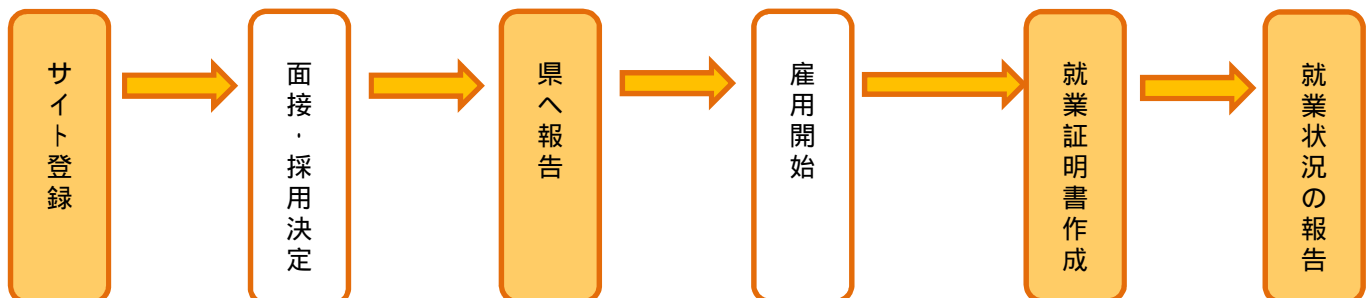 サイト登録
面接・採用決定
県へ報告
雇用開始
就業証明書作成
就業状況の報告